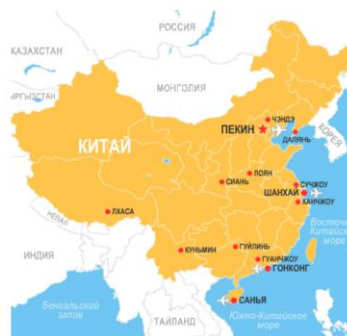 РОССИЯ
КАЗАХСТАН
МОНГОЛИЯ
ЫРГЫЗСТАН
ЧЭНДЭ
ПЕКИН
ДАЛЯНЬ
КОРЕЯ
КИТАЙ
ЛОЯН
СИАНЬ
СУЧЖОУ
ШАНХАЙ
ХАНЧЖОУ
ЛХАСА
НЕПАЛ
Восточно
Китайское
море
ИНДИЯ
КУНЬМИН
ГУЙЛИНЬ
ГУАНЧЖОУ
ГОНКОНГ
Бенгальский
залив
САНЬЯ
Южно-Китайское
море
ТАЙЛАНД